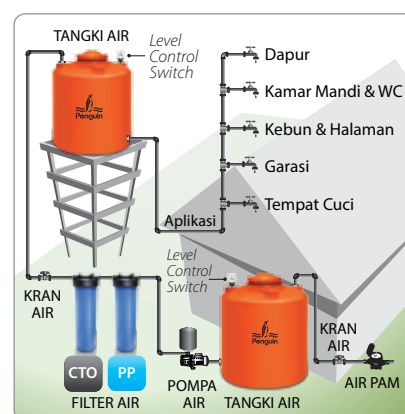 TANGKI AIR
Level
Control
Switch
Penguin
Dapur
Kamar Mandi & WC
Kebun & Halaman
Garasi
Tempat Cuci
Aplikasi
Level
Control
Switch
KRAN
AIR
CTO
PP
FILTER AIR
POMPA
AIR
Penguin
TANGKI AIR
KRAN
AIR
AIR PAM